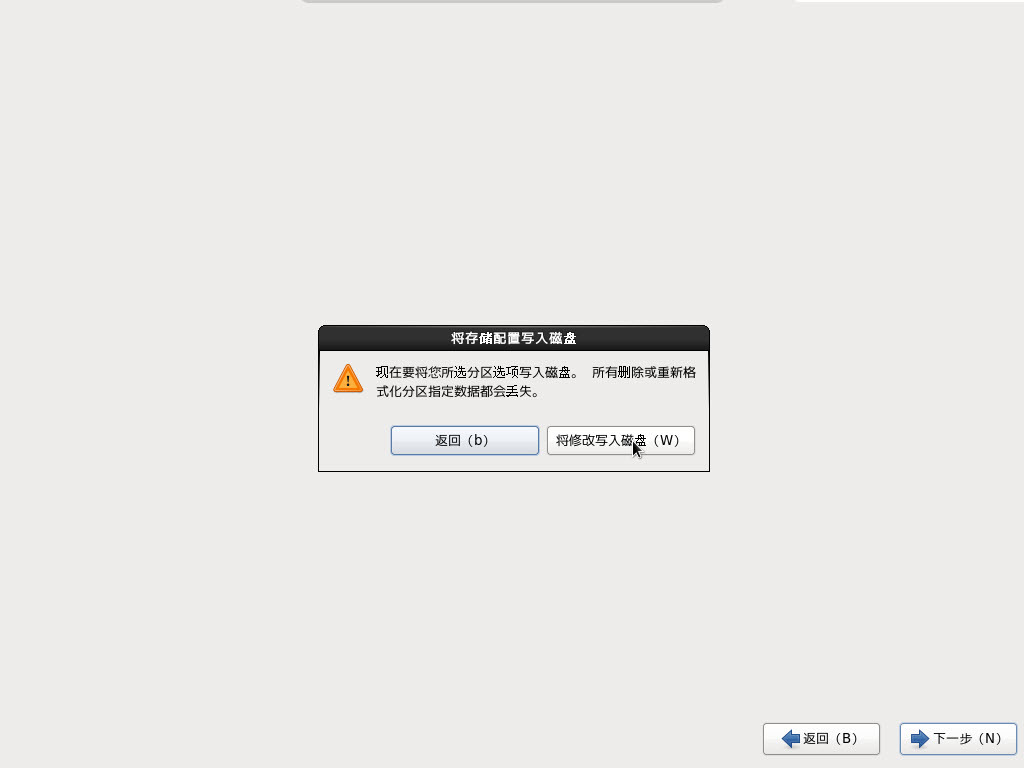 将存储配置写入磁盘
现在要将您所选分区选项写入磁盘。 所有删除或重新格
式化分区指定数据都会丢失。
返回（b） 将修改写入磁盘（W）
返回（B） 下一步（N）